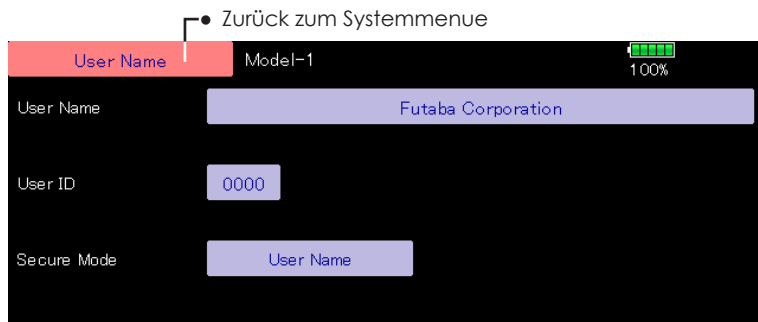 Zurück zum Systemmenue
User Name Model-1 100%
User Name Futaba Corporation
User ID 0000
Secure Mode User Name